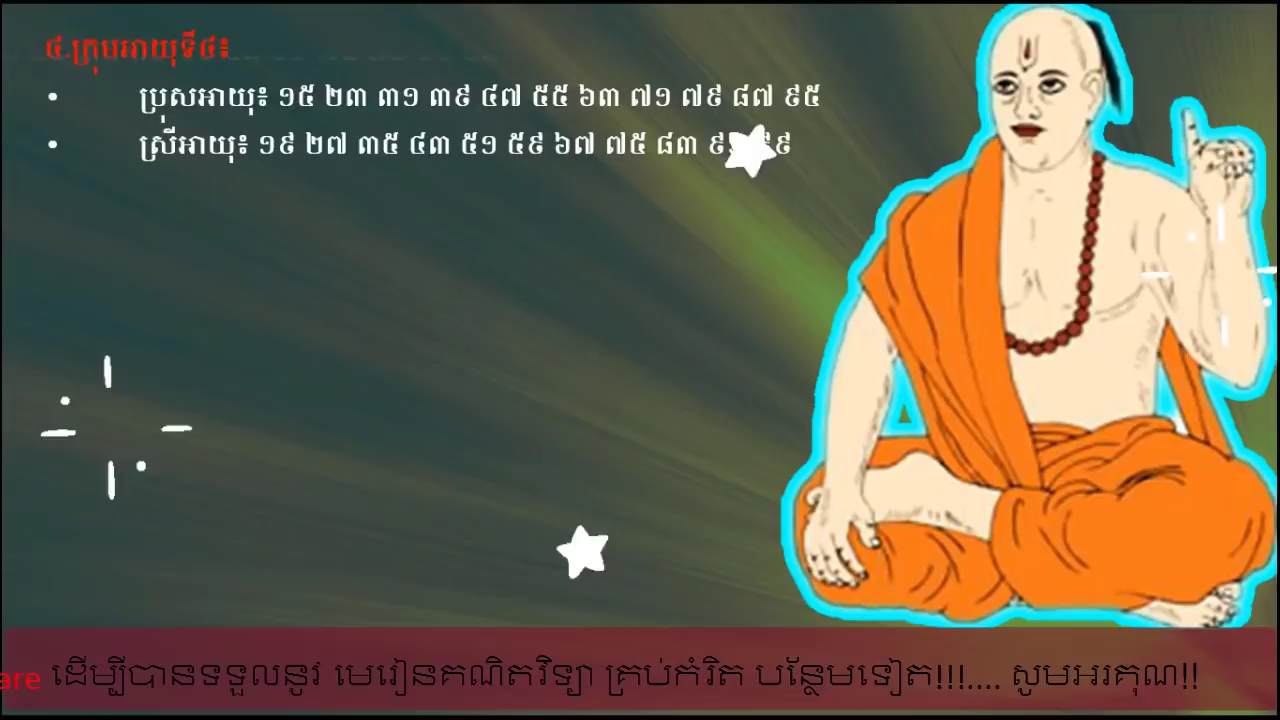 ៤.ក្រុមអាយុទី៤៖
• ប្រុសអាយុ៖ ១៥ ២៣ ៣១ ៣៩ ៤៧ ៥៥ ៦៣ ៧១ ៧៩ ៨៧ ៩៥
• ស្រីអាយុ៖ ១៩ ២៧ ៣៥ ៤៣ ៥១ ៥៩ ៦៧ ៧៥ ៨៣
are ដើម្បីបានទទួលនូវ មេរៀនគណិតវិទ្យា គ្រប់កំរិត បន្ថែមទៀត!!!.... សូមអរគុណ!!